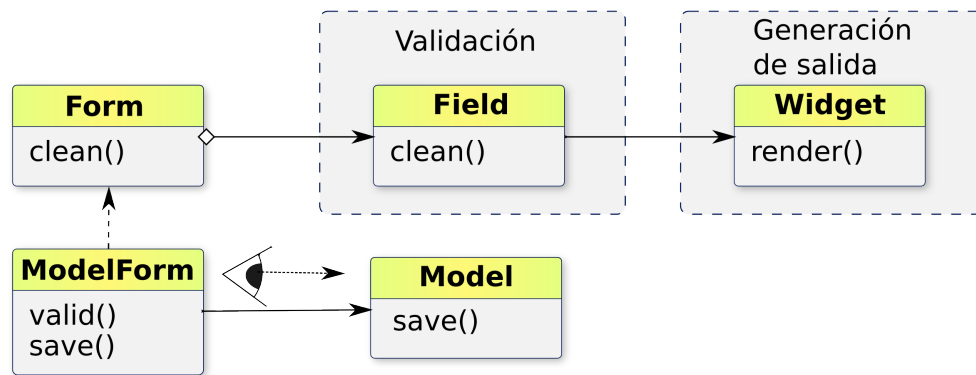 Validación
Generación
de salida
Form
clean()
Field
clean()
Widget
render()
ModelForm
valid()
save()
Model
save()